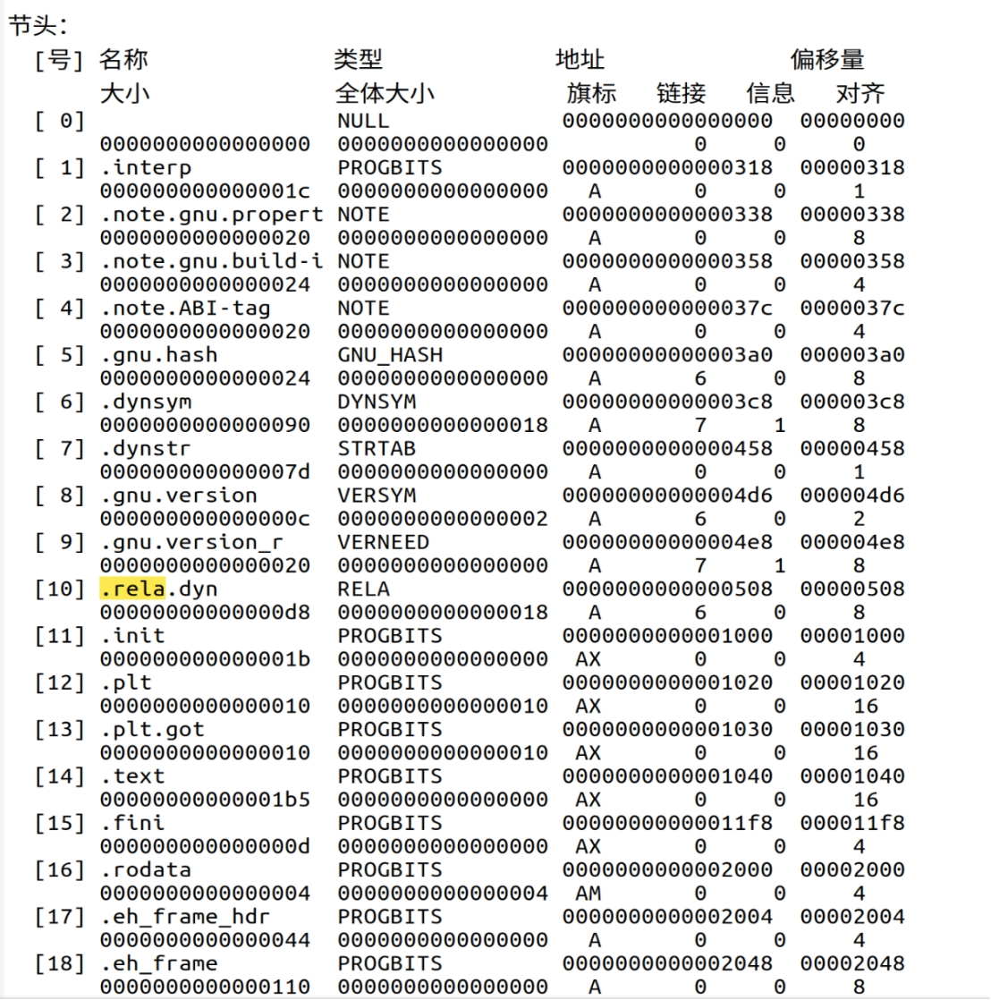 节头：
[号] 名称 类型 地址 偏移量
大小 全体大小 旗标 链接 信息 对齐
[ 0] NULL 0000000000000000 00000000
0000000000000000 0000000000000000 0 0 0
[ 1] .interp PROGBITS 0000000000000318 00000318
000000000000001c 0000000000000000 A 0 0 1
[ 2] .note.gnu.propert NOTE 0000000000000338 00000338
0000000000000020 0000000000000000 A 0 0 8
[ 3] .note.gnu.build-i NOTE 0000000000000358 00000358
0000000000000024 0000000000000000 A 0 0 4
[ 4] .note.ABI-tag NOTE 000000000000037c 0000037c
0000000000000020 0000000000000000 A 0 0 4
[ 5] .gnu.hash GNU_HASH 00000000000003a0 000003a0
0000000000000024 0000000000000000 A 6 0 8
[ 6] .dynsym DYNSYM 00000000000003c8 000003c8
0000000000000090 0000000000000018 A 7 1 8
[ 7] .dynstr STRTAB 0000000000000458 00000458
000000000000007d 0000000000000000 A 0 0 1
[ 8] .gnu.version VERSYM 00000000000004d6 000004d6
000000000000000c 0000000000000002 A 6 0 2
[ 9] .gnu.version_r VERNEED 00000000000004e8 000004e8
0000000000000020 0000000000000000 A 7 1 8
[10] .rela.dyn RELA 0000000000000508 00000508
00000000000000d8 0000000000000018 A 6 0 8
[11] .init PROGBITS 0000000000001000 00001000
000000000000001b 0000000000000000 AX 0 0 4
[12] .plt PROGBITS 0000000000001020 00001020
0000000000000010 0000000000000010 AX 0 0 16
[13] .plt.got PROGBITS 0000000000001030 00001030
0000000000000010 0000000000000010 AX 0 0 16
[14] .text PROGBITS 0000000000001040 00001040
00000000000001b5 0000000000000000 AX 0 0 16
[15] .fini PROGBITS 00000000000011f8 000011f8
000000000000000d 0000000000000000 AX 0 0 4
[16] .rodata PROGBITS 0000000000002000 00002000
0000000000000004 0000000000000004 AM 0 0 4
[17] .eh_frame_hdr PROGBITS 0000000000002004 00002004
0000000000000044 0000000000000000 A 0 0 4
[18] .eh_frame PROGBITS 0000000000002048 00002048
0000000000000110 0000000000000000 A 0 0 8